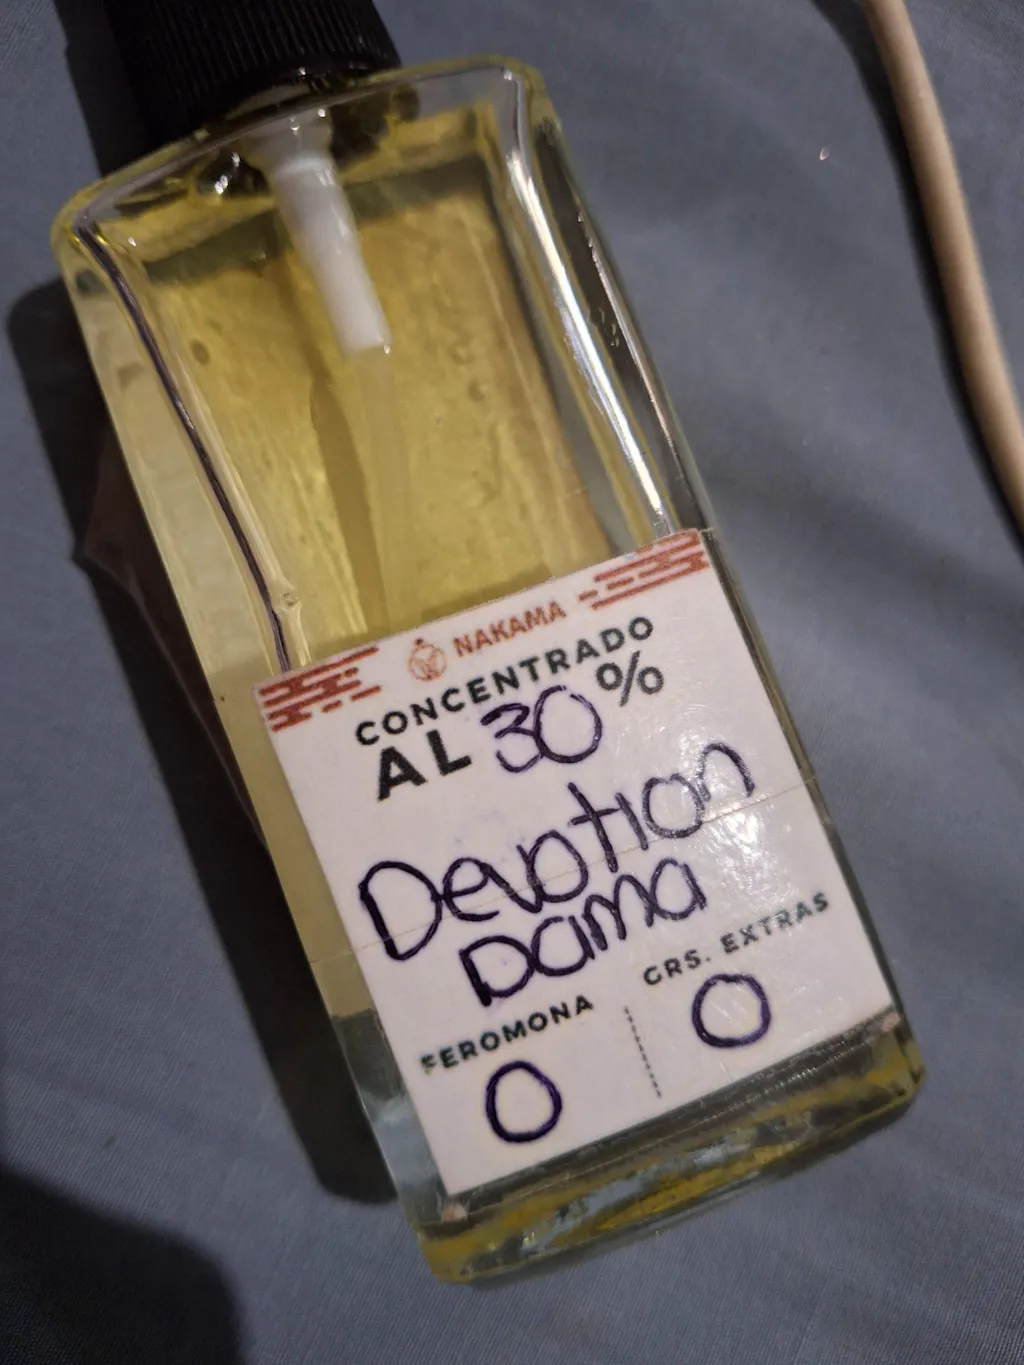 NAKAMA
CONCENTRADO
AL 30 %
Devotion
Dama
FEROMONA
0
GRS. EXTRAS
0